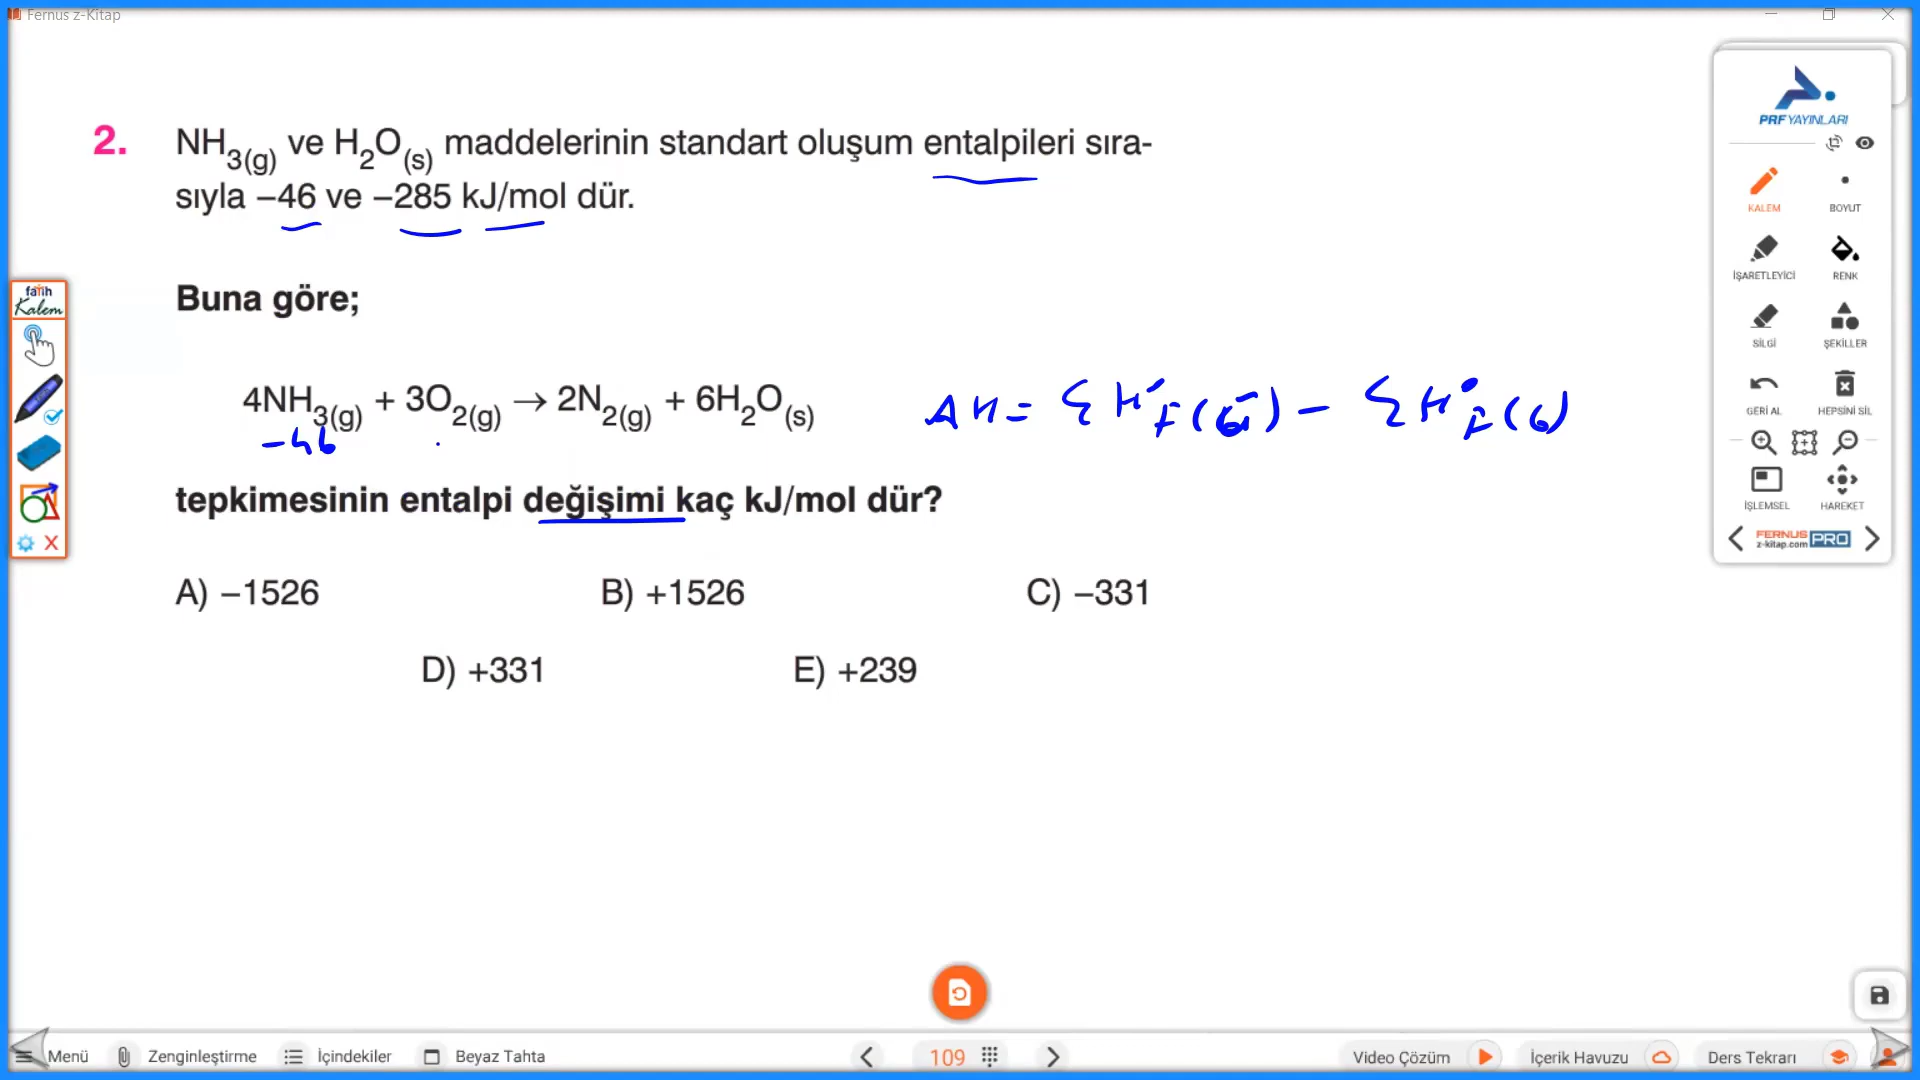 Fernus z-Kitap
2. NH3(g) ve H2O(s) maddelerinin standart oluşum entalpileri sıra-
sıyla −46 ve −285 kJ/mol dür.
Buna göre;
4NH3(g) + 3O2(g) → 2N2(g) + 6H2O(s)
−46
ΔH = Σ H°F(ü) − Σ H°F(G)
tepkimesinin entalpi değişimi kaç kJ/mol dür?
A) −1526 B) +1526 C) −331
D) +331 E) +239
fatih
Kalem
PRF YAYINLARI
KALEM BOYUT
İŞARETLEYİCİ RENK
SİLGİ ŞEKİLLER
GERİ AL HEPSİNİ SİL
İŞLEMSEL HAREKET
FERNUS PRO
z-kitap.com
Menü Zenginleştirme İçindekiler Beyaz Tahta 109 Video Çözüm İçerik Havuzu Ders Tekrarı